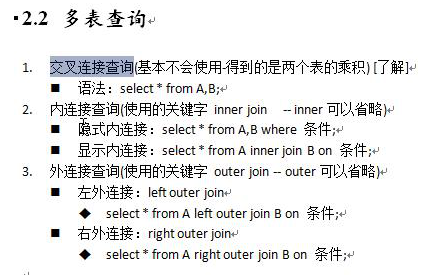 2.2 多表查询
1. 交叉连接查询(基本不会使用-得到的是两个表的乘积) [了解]
■ 语法：select * from A,B;
2. 内连接查询(使用的关键字 inner join -- inner 可以省略)
■ 隐式内连接：select * from A,B where 条件;
■ 显示内连接：select * from A inner join B on 条件;
3. 外连接查询(使用的关键字 outer join -- outer 可以省略)
■ 左外连接：left outer join
◆ select * from A left outer join B on 条件;
■ 右外连接：right outer join
◆ select * from A right outer join B on 条件;